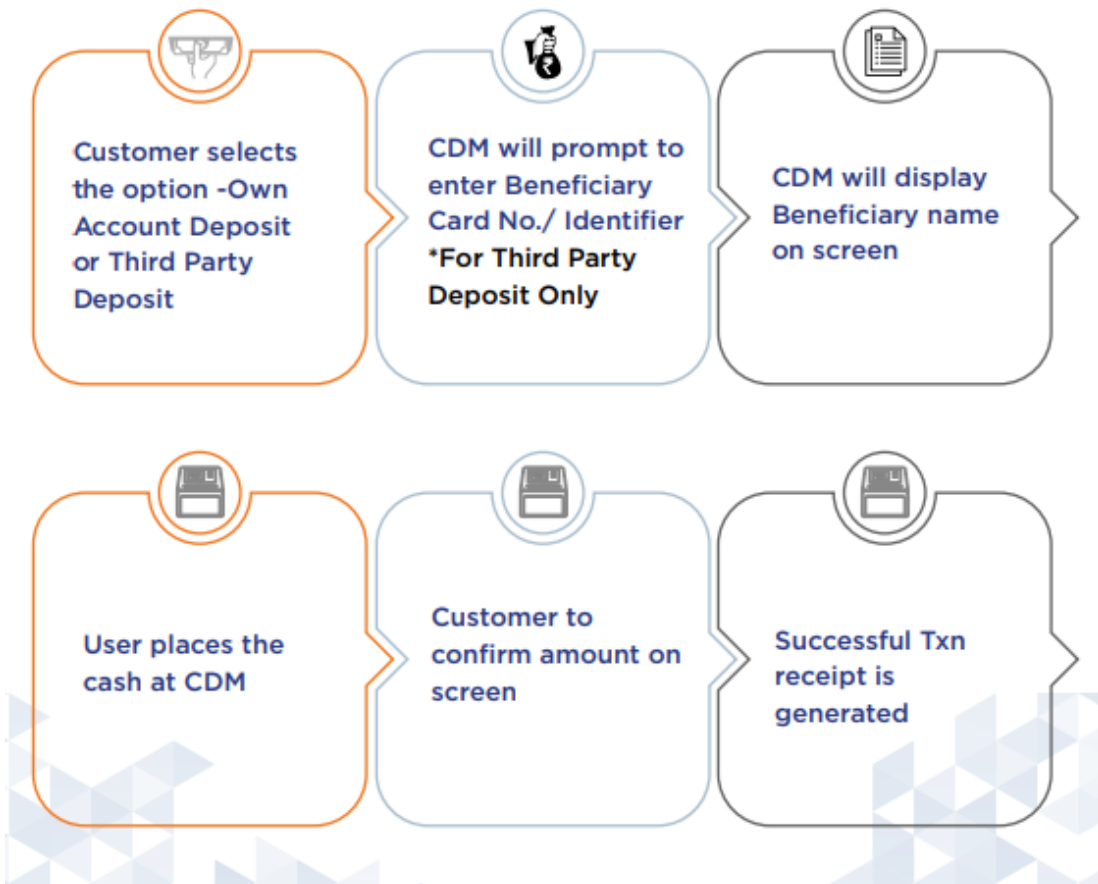 Customer selects
the option -Own
Account Deposit
or Third Party
Deposit
CDM will prompt to
enter Beneficiary
Card No./ Identifier
*For Third Party
Deposit Only
CDM will display
Beneficiary name
on screen
User places the
cash at CDM
Customer to
confirm amount on
screen
Successful Txn
receipt is
generated